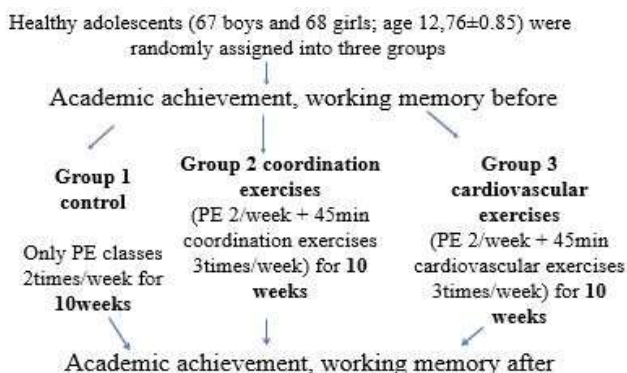 Healthy adolescents (67 boys and 68 girls; age 12,76±0.85) were
randomly assigned into three groups
Academic achievement, working memory before
Group 1
control
Only PE classes
2times/week for
10weeks
Group 2 coordination
exercises
(PE 2/week + 45min
coordination exercises
3times/week) for 10
weeks
Group 3
cardiovascular
exercises
(PE 2/week + 45min
cardiovascular exercises
3times/week) for 10
weeks
Academic achievement, working memory after